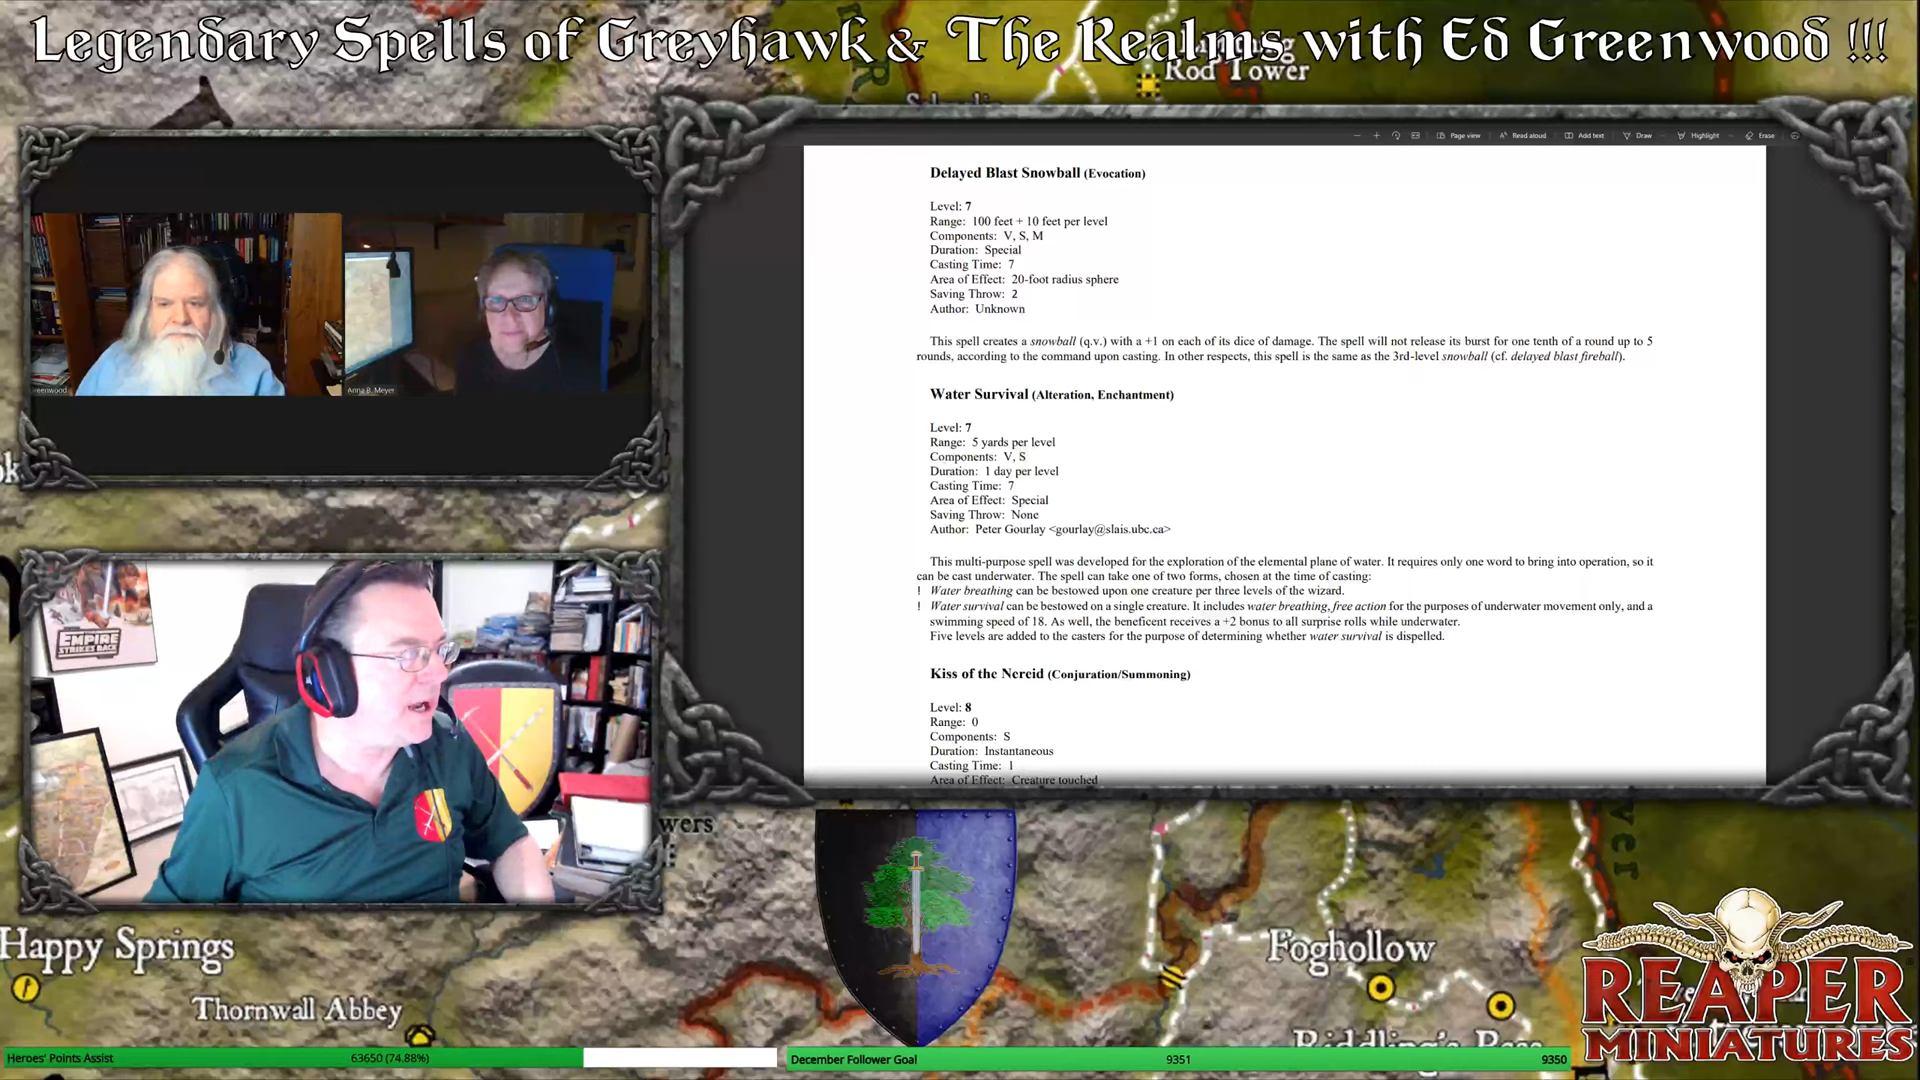 Legendary Spells of Greyhawk & The Realms with Ed Greenwood !!!
Rod Tower
Page view
Read aloud
Add text
Draw
Highlight
Erase
Delayed Blast Snowball (Evocation)
Level: 7
Range: 100 feet + 10 feet per level
Components: V, S, M
Duration: Special
Casting Time: 7
Area of Effect: 20-foot radius sphere
Saving Throw: 2
Author: Unknown
This spell creates a snowball (q.v.) with a +1 on each of its dice of damage. The spell will not release its burst for one tenth of a round up to 5
rounds, according to the command upon casting. In other respects, this spell is the same as the 3rd-level snowball (cf. delayed blast fireball).
Water Survival (Alteration, Enchantment)
Level: 7
Range: 5 yards per level
Components: V, S
Duration: 1 day per level
Casting Time: 7
Area of Effect: Special
Saving Throw: None
Author: Peter Gourlay <gourlay@slais.ubc.ca>
This multi-purpose spell was developed for the exploration of the elemental plane of water. It requires only one word to bring into operation, so it
can be cast underwater. The spell can take one of two forms, chosen at the time of casting:
! Water breathing can be bestowed upon one creature per three levels of the wizard.
! Water survival can be bestowed on a single creature. It includes water breathing, free action for the purposes of underwater movement only, and a
swimming speed of 18. As well, the beneficent receives a +2 bonus to all surprise rolls while underwater.
Five levels are added to the casters for the purpose of determining whether water survival is dispelled.
Kiss of the Nereid (Conjuration/Summoning)
Level: 8
Range: 0
Components: S
Duration: Instantaneous
Casting Time: 1
Area of Effect: Creature touched
Greenwood
Anna B. Meyer
EMPIRE
STRIKES BACK
wers
Happy Springs
Thornwall Abbey
Foghollow
REAPER
MINIATURES
Heroes' Points Assist
63650 (74.88%)
December Follower Goal
9351
9350